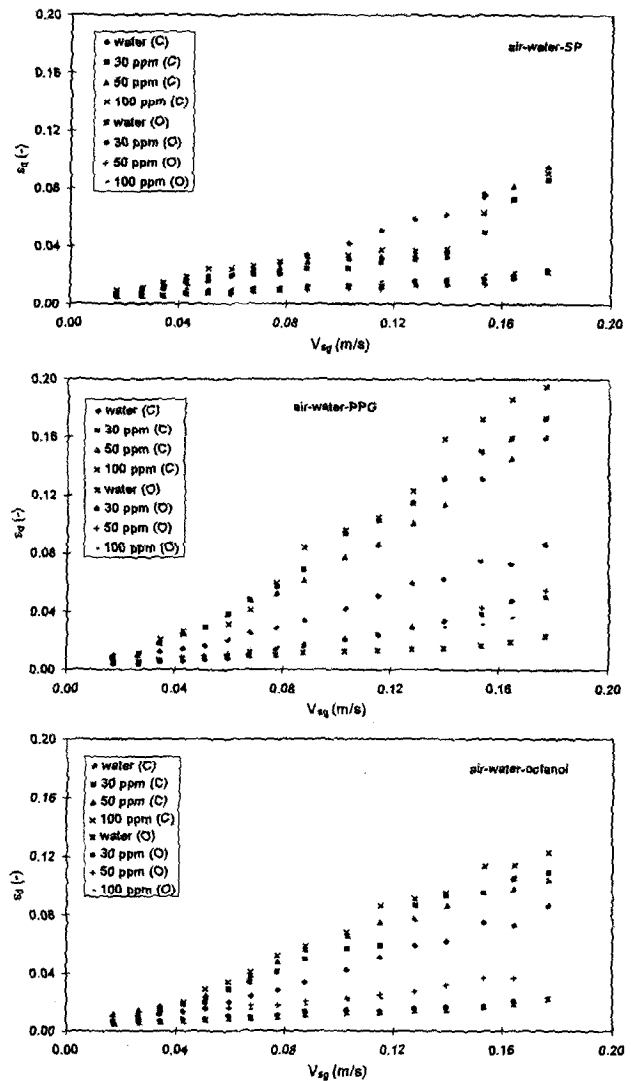 0.20
0.16
0.12
0.08
0.04
0.00
εd (-)
water (C)
30 ppm (C)
50 ppm (C)
100 ppm (C)
water (O)
30 ppm (O)
50 ppm (O)
100 ppm (O)
air-water-SP
0.00 0.04 0.08 0.12 0.16 0.20
Vsg (m/s)
0.20
0.16
0.12
0.08
0.04
0.00
εd (-)
water (C)
30 ppm (C)
50 ppm (C)
100 ppm (C)
water (O)
30 ppm (O)
50 ppm (O)
100 ppm (O)
air-water-PPG
0.00 0.04 0.08 0.12 0.16 0.20
Vsg (m/s)
0.20
0.16
0.12
0.08
0.04
0.00
εd (-)
water (C)
30 ppm (C)
50 ppm (C)
100 ppm (C)
water (O)
30 ppm (O)
50 ppm (O)
100 ppm (O)
air-water-octanol
0.00 0.04 0.08 0.12 0.16 0.20
Vsg (m/s)